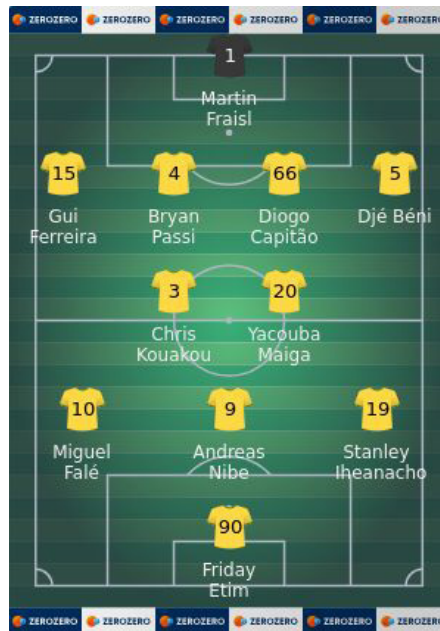 ZEROZERO ZEROZERO ZEROZERO ZEROZERO ZEROZERO ZEROZERO
1
Martin
Fraisl
15 4 66 5
Gui Bryan Diogo Djé Béni
Ferreira Passi Capitão
3 20
Chris Yacouba
Kouakou Maiga
10 9 19
Miguel Andreas Stanley
Falé Nibe Iheanacho
90
Friday
Etim
ZEROZERO ZEROZERO ZEROZERO ZEROZERO ZEROZERO ZEROZERO